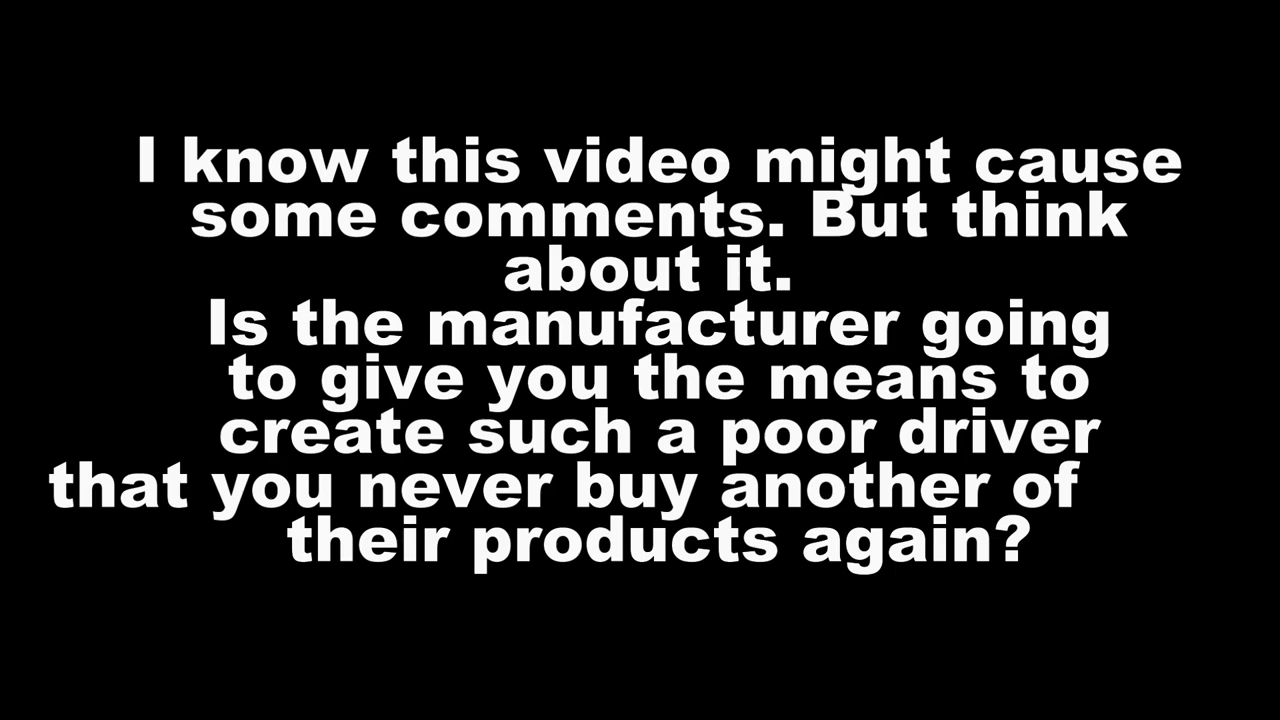 I know this video might cause
some comments. But think
about it.
Is the manufacturer going
to give you the means to
create such a poor driver
that you never buy another of
their products again?